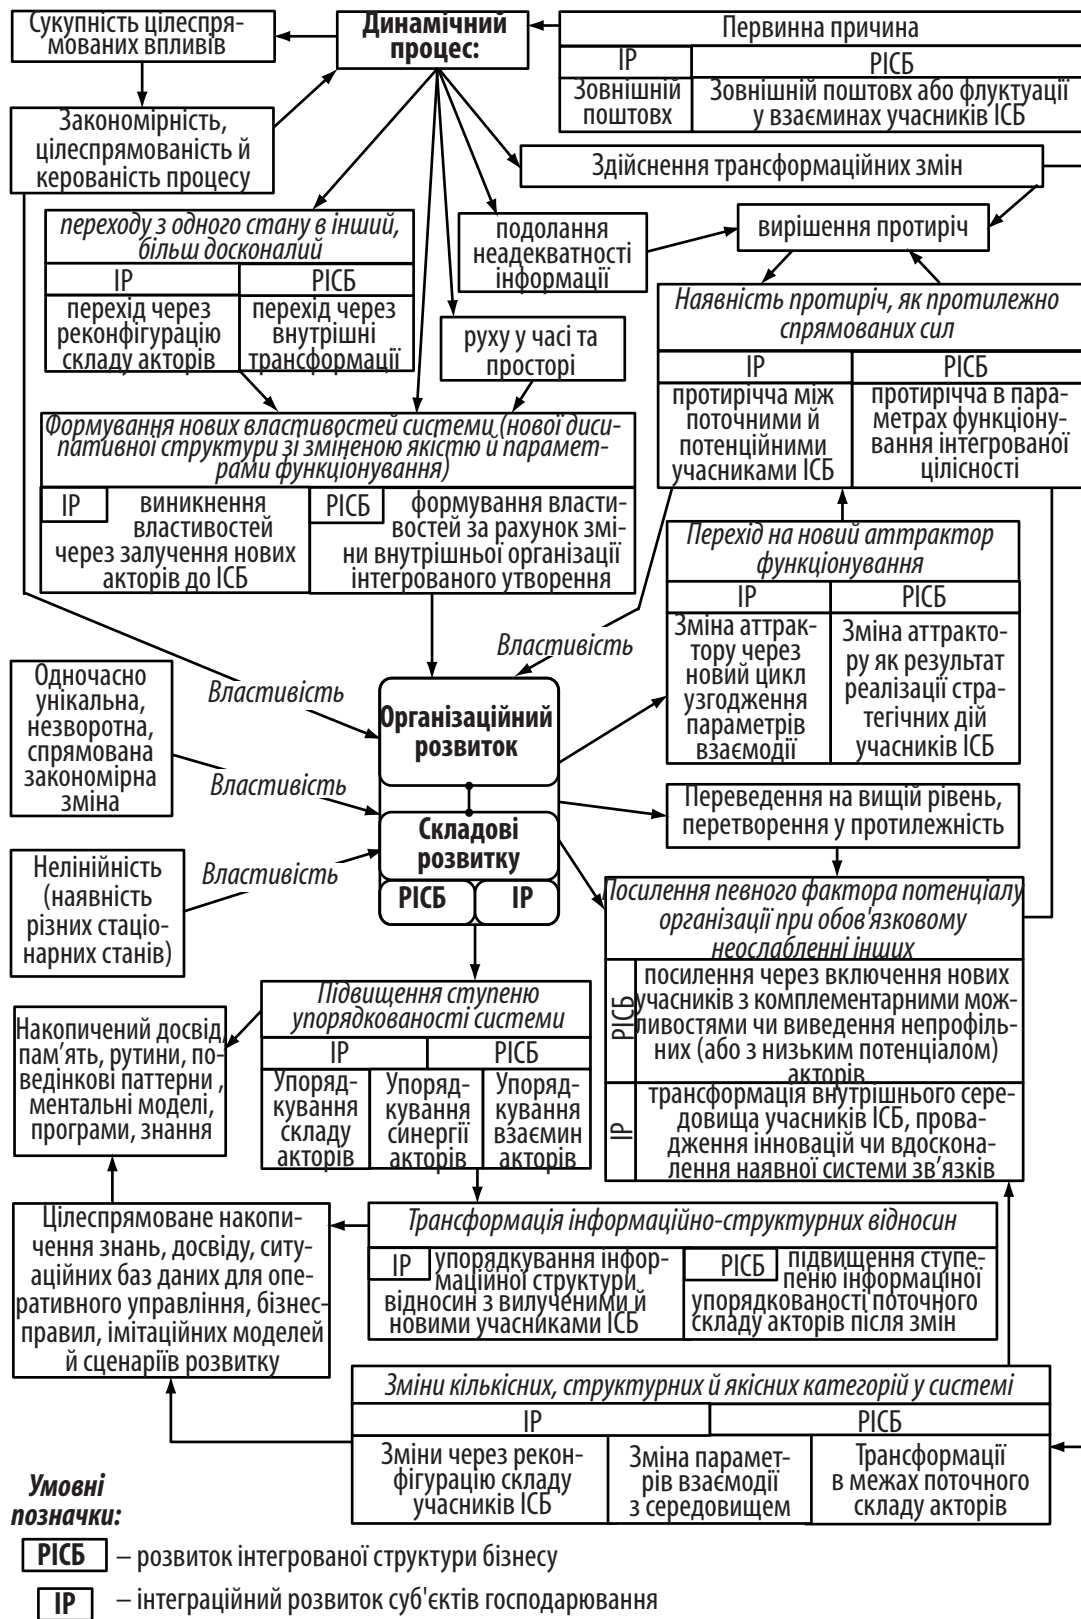 Сукупність цілеспря-
мованих впливів
Динамічний
процес:
Первинна причина
ІР
РІСБ
Зовнішній
поштовх
Зовнішній поштовх або флуктуації
у взаєминах учасників ІСБ
Закономірність,
цілеспрямованість й
керованість процесу
Здійснення трансформаційних змін
переходу з одного стану в інший,
більш досконалий
ІР
РІСБ
перехід через
реконфігурацію
складу акторів
перехід через
внутрішні
трансформації
подолання
неадекватності
інформації
вирішення протиріч
руху у часі та
просторі
Наявність протиріч, як протилежно
спрямованих сил
ІР
РІСБ
протирічча між
поточними й
потенційними
учасниками ІСБ
протирічча в пара-
метрах функціону-
вання інтегрованої
цілісності
Формування нових властивостей системи (нової диси-
пативної структури зі зміненою якістю й парамет-
рами функціонування)
ІР
виникнення
властивостей
через залучення нових
акторів до ІСБ
РІСБ
формування власти-
востей за рахунок змі-
ни внутрішньої організації
інтегрованого утворення
Перехід на новий аттрактор
функціонування
ІР
РІСБ
Зміна аттрак-
тору через
новий цикл
узгодження
параметрів
взаємодії
Зміна аттракто-
ру як результат
реалізації стра-
тегічних дій
учасників ІСБ
Властивість
Одночасно
унікальна,
незворотна,
спрямована
закономірна
зміна
Властивість
Організаційний
розвиток
Властивість
Переведення на вищій рівень,
перетворення у протилежність
Складові
розвитку
РІСБ
ІР
Нелінійність
(наявність
різних стаціо-
нарних станів)
Властивість
Посилення певного фактора потенціалу
організації при обов'язковому
неослабленні інших
РІСБ
посилення через включення нових
учасників з комплементарними мож-
ливостями чи виведення непрофіль-
них (або з низьким потенціалом)
акторів
ІР
трансформація внутрішнього сере-
довища учасників ІСБ, прова-
дження інновацій чи вдоскона-
лення наявної системи зв’язків
Підвищення ступеню
упорядкованості системи
ІР
РІСБ
Упоряд-
кування
складу
акторів
Упоряд-
кування
синергії
акторів
Упоряд-
кування
взаємин
акторів
Накопичений досвід,
пам’ять, рутини, по-
ведінкові паттерни ,
ментальні моделі,
програми, знання
Цілеспрямоване накопи-
чення знань, досвіду, ситу-
аційних баз даних для опе-
ративного управління, бізнес-
правил, імітаційних моделей
й сценаріїв розвитку
Трансформація інформаційно-структурних відносин
ІР
упорядкування інфор-
маційної структури
відносин з вилученими й
новими учасниками ІСБ
РІСБ
підвищення ступе-
пеню інформаціної
упорядкованості поточного
складу акторів після змін
Зміни кількісних, структурних й якісних категорій у системі
ІР
РІСБ
Зміни через рекон-
фігурацію складу
учасників ІСБ
Зміна парамет-
рів взаємодії
з середовищем
Трансформації
в межах поточного
складу акторів
Умовні
позначки:
РІСБ – розвиток інтегрованої структури бізнесу
ІР – інтеграційний розвиток суб'єктів господарювання